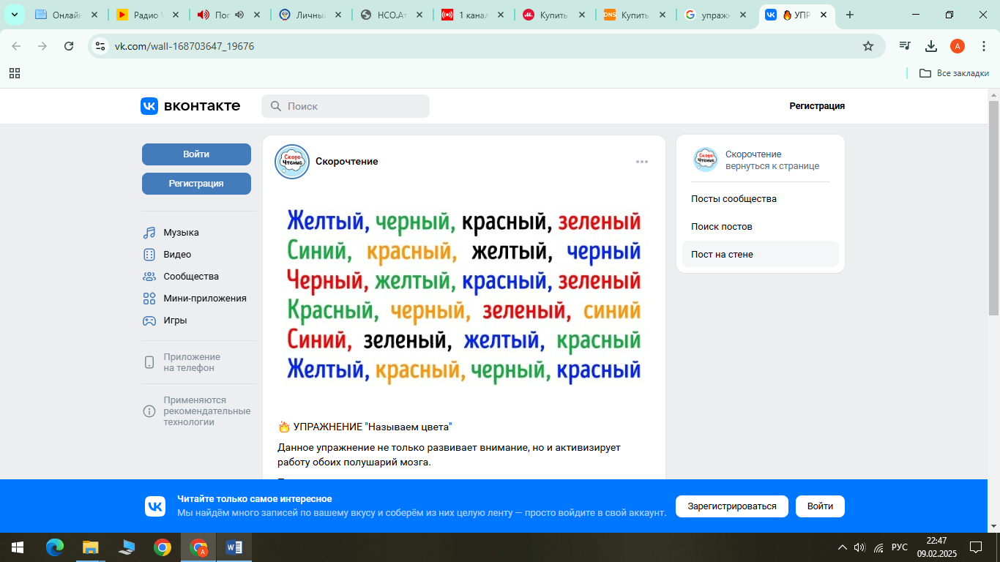 Онлайн
Радио
Пог
Личны
НСО.Ат
1 канал
Купить
Купить
упражн
УПР
vk.com/wall-168703647_19676
A
Все закладки
вконтакте
Поиск
Регистрация
Войти
Регистрация
Музыка
Видео
Сообщества
Мини-приложения
Игры
Приложение
на телефон
Применяются
рекомендательные
технологии
Скоро
Чтение
Скорочтение
Желтый, черный, красный, зеленый
Синий, красный, желтый, черный
Черный, желтый, красный, зеленый
Красный, черный, зеленый, синий
Синий, зеленый, желтый, красный
Желтый, красный, черный, красный
УПРАЖНЕНИЕ "Называем цвета"
Данное упражнение не только развивает внимание, но и активизирует
работу обоих полушарий мозга.
Скоро
Чтение
Скорочтение
вернуться к странице
Посты сообщества
Поиск постов
Пост на стене
Читайте только самое интересное
Мы найдём много записей по вашему вкусу и соберём из них целую ленту — просто войдите в свой аккаунт.
Зарегистрироваться
Войти
РУС
22:47
09.02.2025